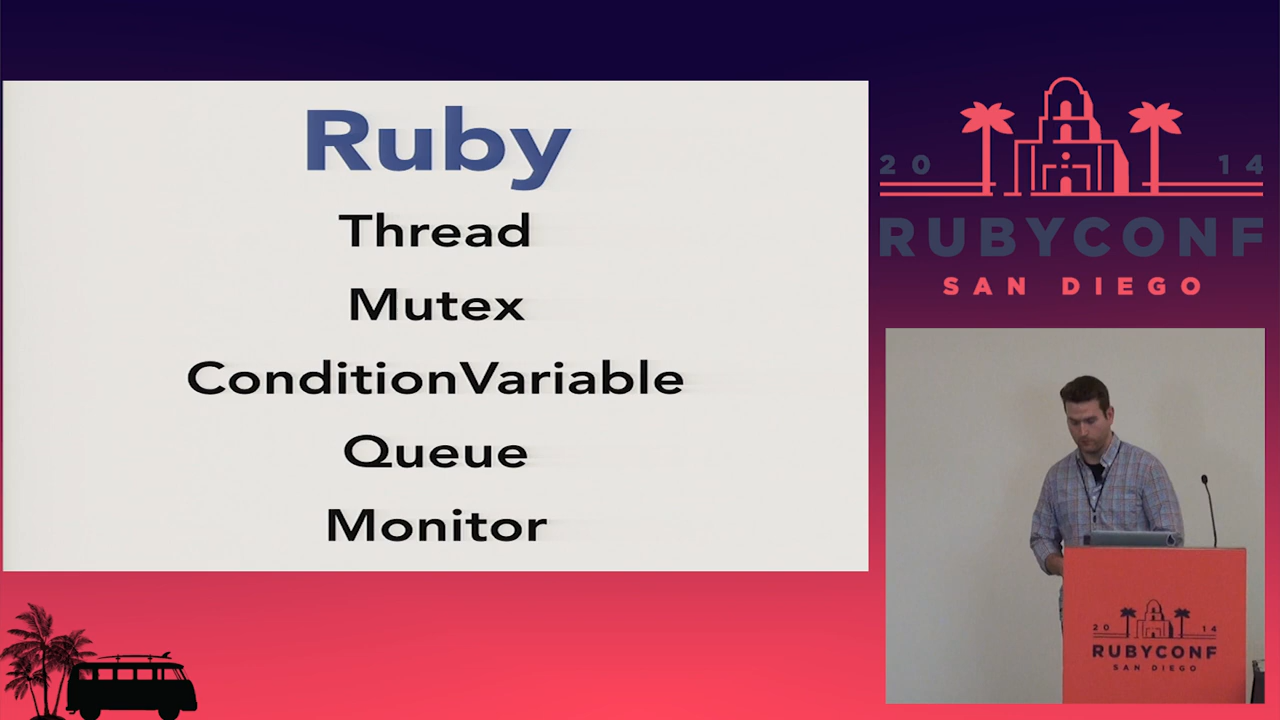 Ruby
Thread
Mutex
ConditionVariable
Queue
Monitor
20 14
RUBYCONF
SAN DIEGO
20 14
RUBYCONF
SAN DIEGO